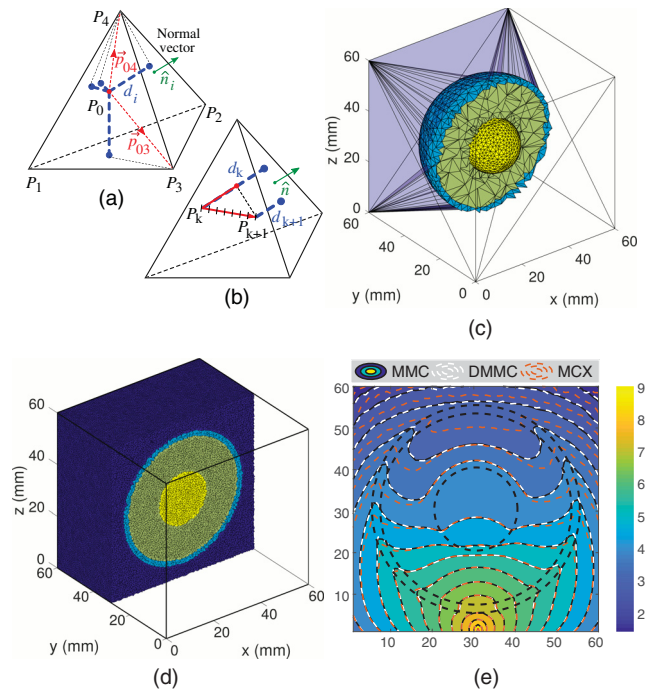 P4
Normal
vector
p⃗04
n̂i
P0
di
P2
p⃗03
P1
P3
(a)
dk
n̂
Pk
Pk+1
dk+1
(b)
z (mm)
60
40
20
0
60
40
20
0
0
20
40
60
y (mm)
x (mm)
(c)
z (mm)
60
40
20
0
60
40
20
0
0
20
40
60
y (mm)
x (mm)
(d)
MMC DMMC MCX
60
50
40
30
20
10
10 20 30 40 50 60
9
8
7
6
5
4
3
2
(e)